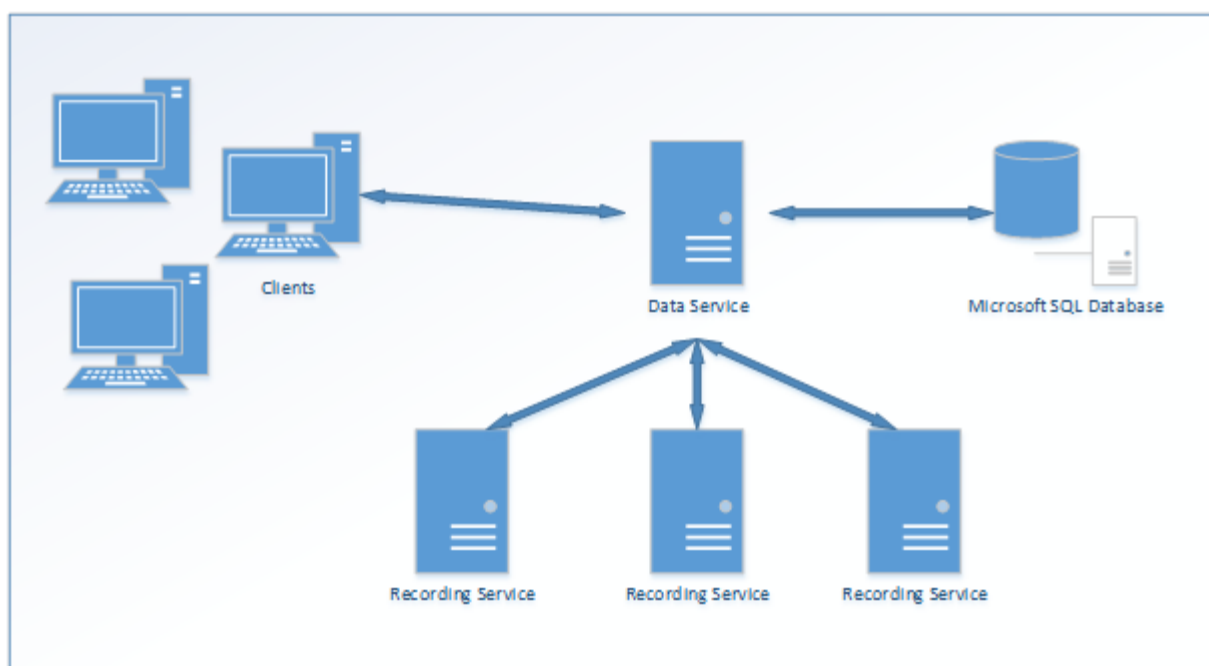 Clients
Data Service
Microsoft SQL Database
Recording Service
Recording Service
Recording Service